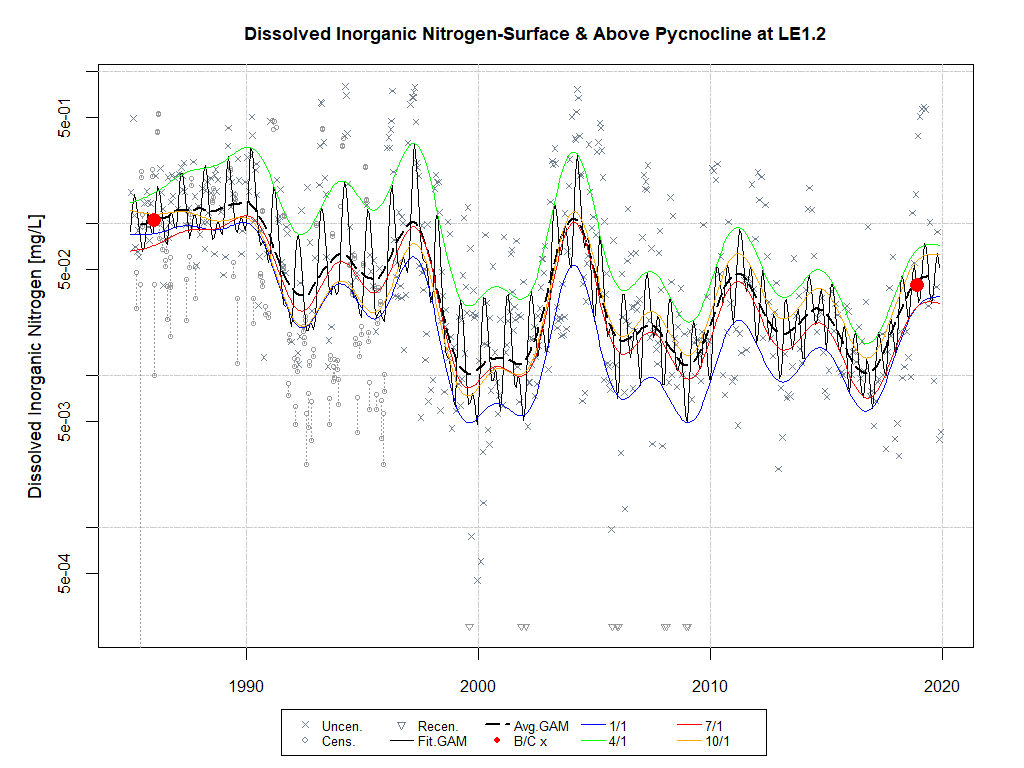 Dissolved Inorganic Nitrogen-Surface & Above Pycnocline at LE1.2
Dissolved Inorganic Nitrogen [mg/L]
5e-01
5e-02
5e-03
5e-04
1990 2000 2010 2020
Uncen. Recen. Avg.GAM 1/1 7/1
Cens. Fit.GAM B/C x 4/1 10/1